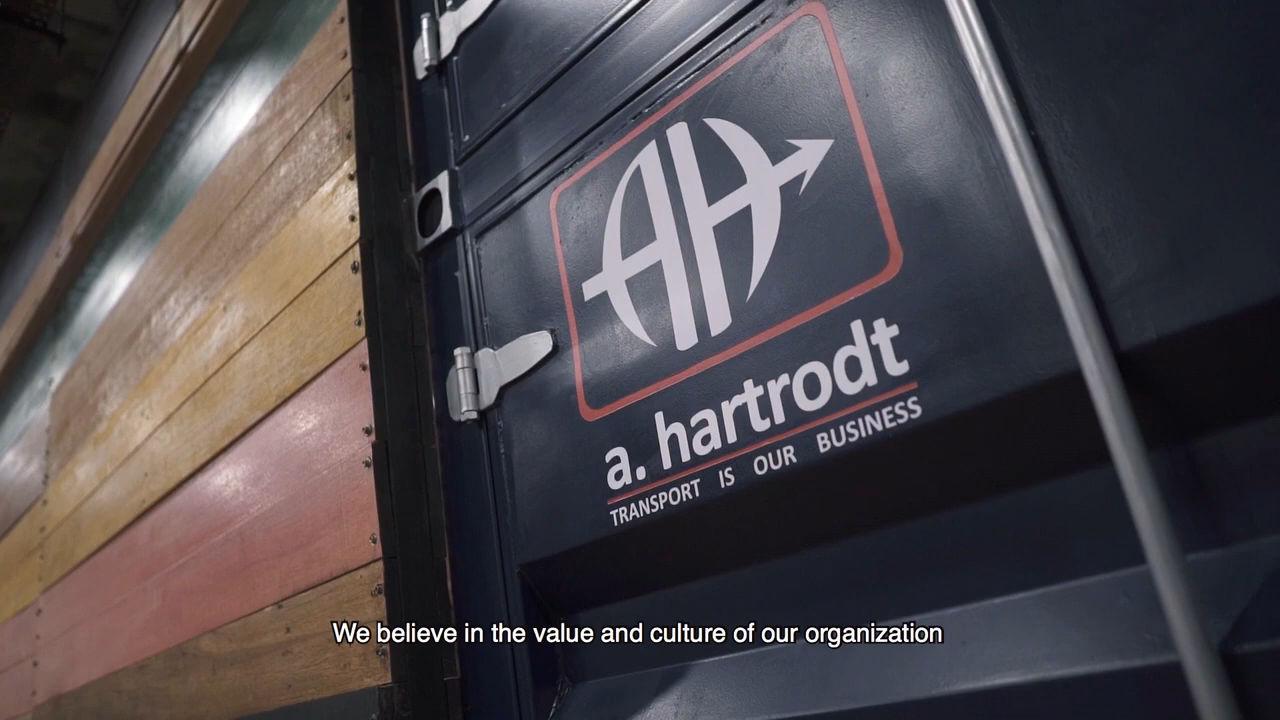 AH
a. hartrodt
TRANSPORT IS OUR BUSINESS
We believe in the value and culture of our organization